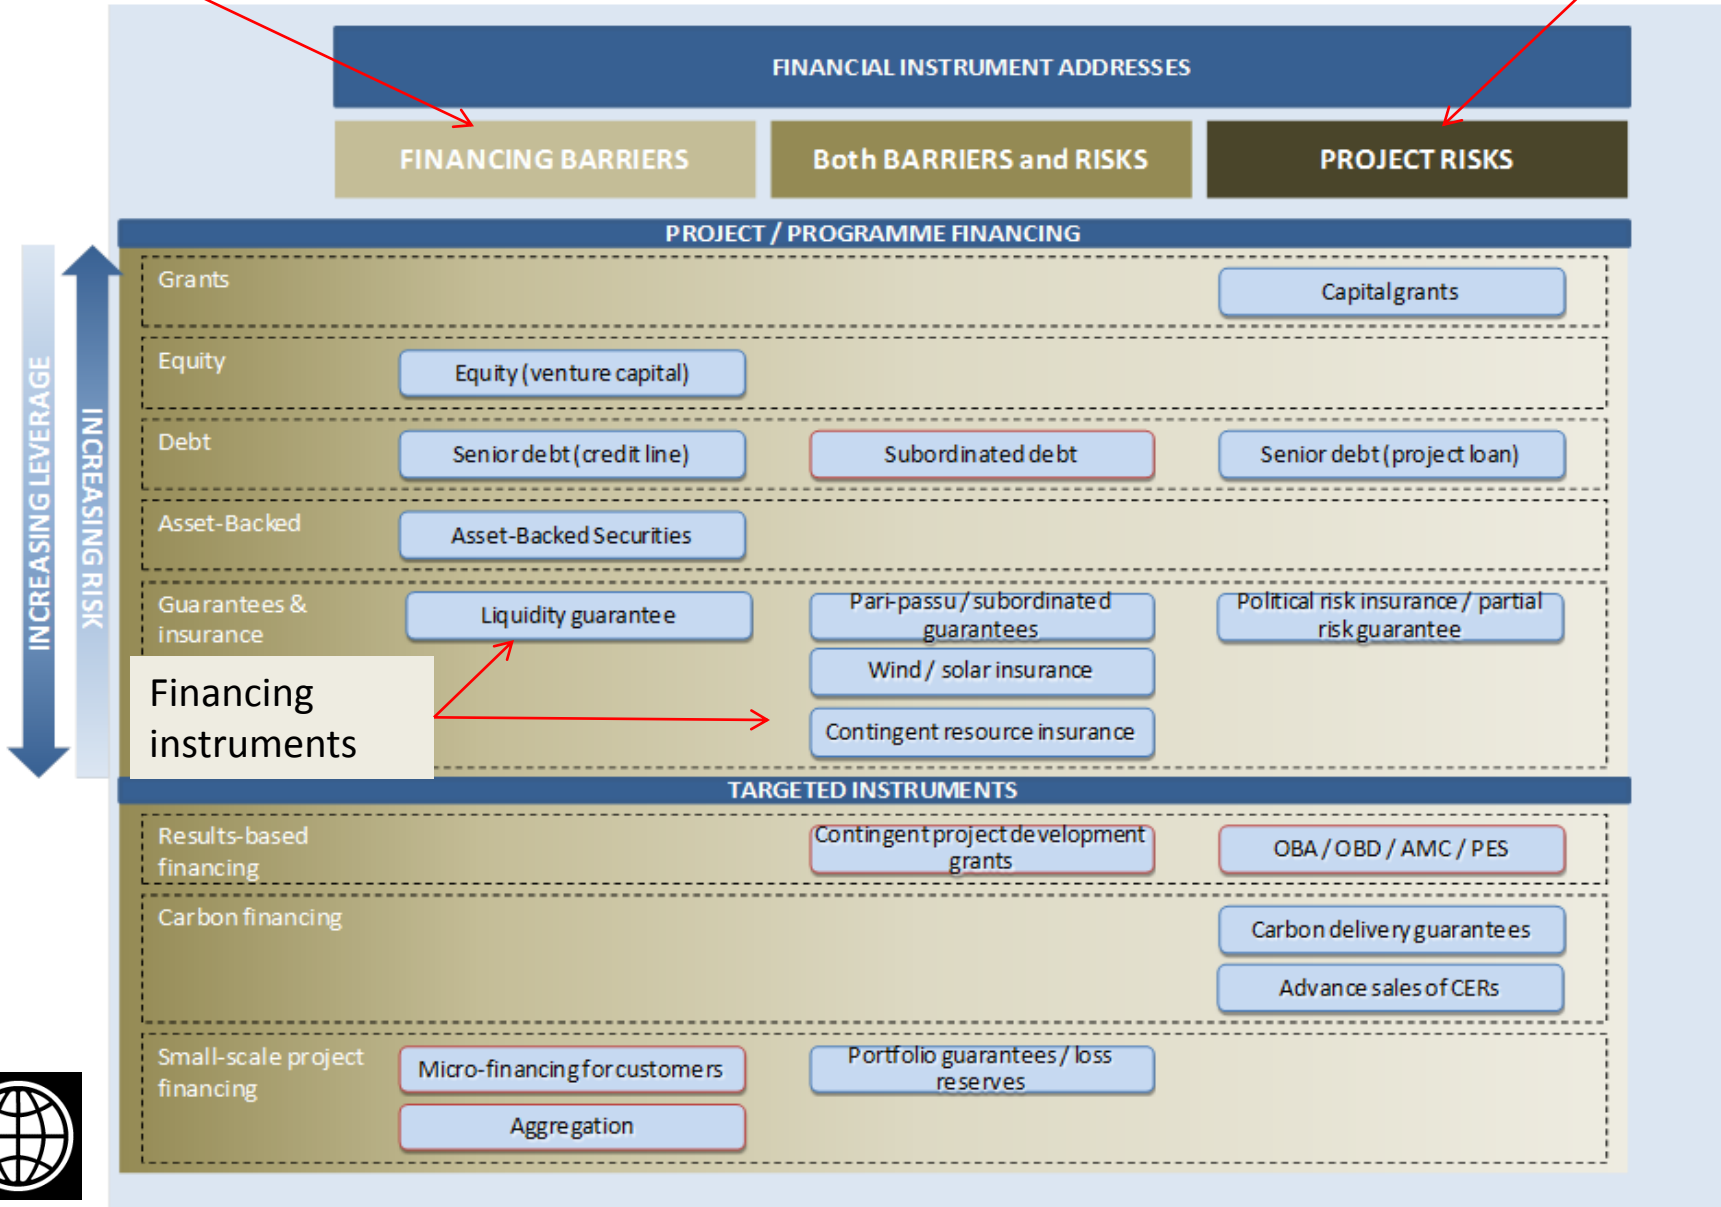 FINANCIAL INSTRUMENT ADDRESSES
FINANCING BARRIERS
Both BARRIERS and RISKS
PROJECT RISKS
PROJECT / PROGRAMME FINANCING
INCREASING LEVERAGE
INCREASING RISK
Grants
Capital grants
Equity
Equity (venture capital)
Debt
Senior debt (credit line)
Subordinated debt
Senior debt (project loan)
Asset-Backed
Asset-Backed Securities
Guarantees &
insurance
Liquidity guarantee
Pari-passu / subordinated
guarantees
Political risk insurance / partial
risk guarantee
Wind / solar insurance
Contingent resource insurance
Financing
instruments
TARGETED INSTRUMENTS
Results-based
financing
Contingent project development
grants
OBA / OBD / AMC / PES
Carbon financing
Carbon delivery guarantees
Advance sales of CERs
Small-scale project
financing
Micro-financing for customers
Portfolio guarantees / loss
reserves
Aggregation